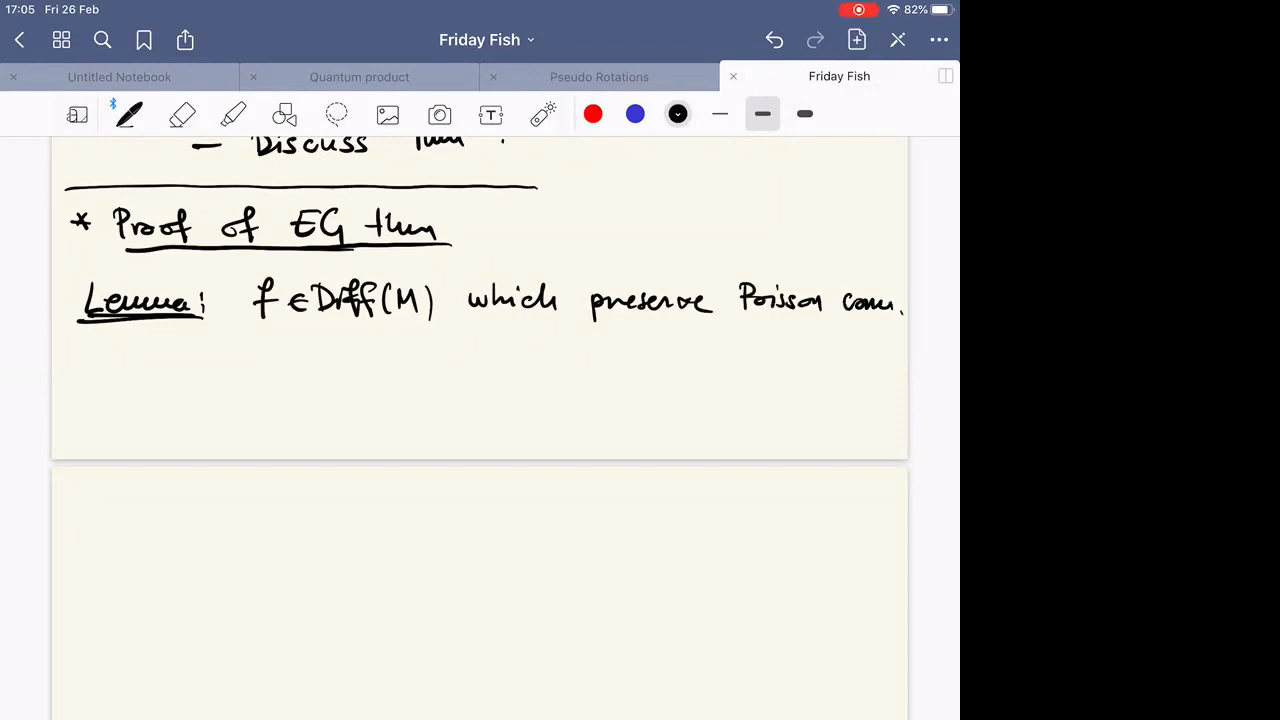 17:05 Fri 26 Feb 82%
Friday Fish
Untitled Notebook Quantum product Pseudo Rotations Friday Fish
T
— Discuss thm :
* Proof of EG thm
Lemma: f ∈ Diff(M) which preserve Poisson comm.